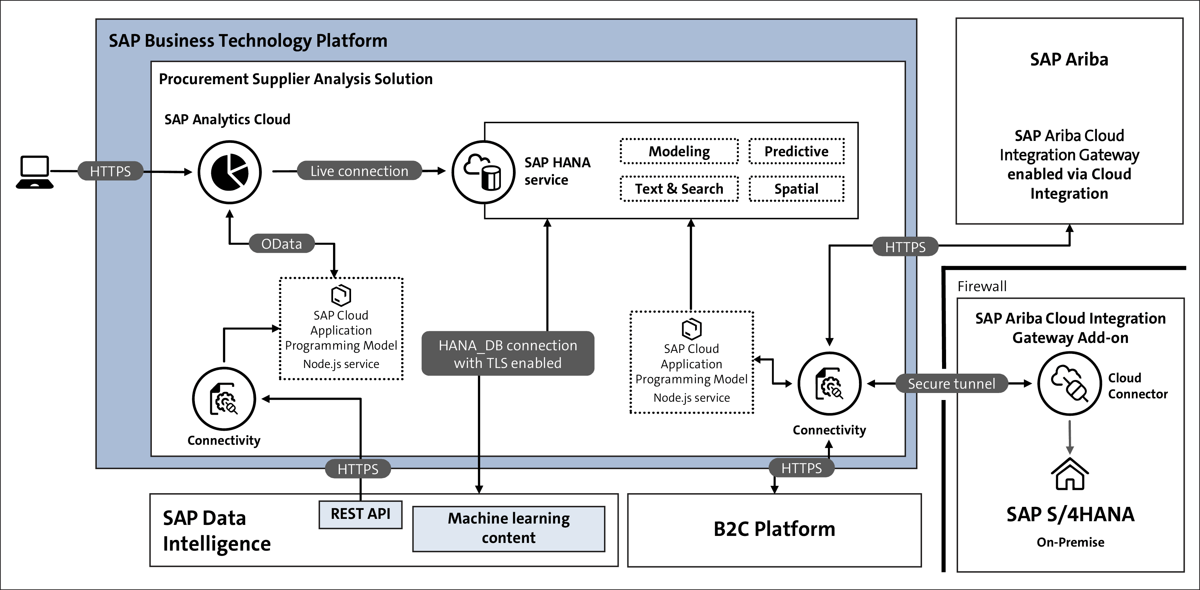 SAP Business Technology Platform
Procurement Supplier Analysis Solution
SAP Analytics Cloud
HTTPS
Live connection
SAP HANA
service
Modeling
Predictive
Text & Search
Spatial
OData
SAP Cloud
Application
Programming Model
Node.js service
Connectivity
HANA_DB connection
with TLS enabled
SAP Cloud
Application
Programming Model
Node.js service
Connectivity
HTTPS
HTTPS
HTTPS
Secure tunnel
SAP Ariba
SAP Ariba Cloud
Integration Gateway
enabled via Cloud
Integration
Firewall
SAP Ariba Cloud Integration
Gateway Add-on
Cloud
Connector
SAP S/4HANA
On-Premise
SAP Data
Intelligence
REST API
Machine learning
content
B2C Platform